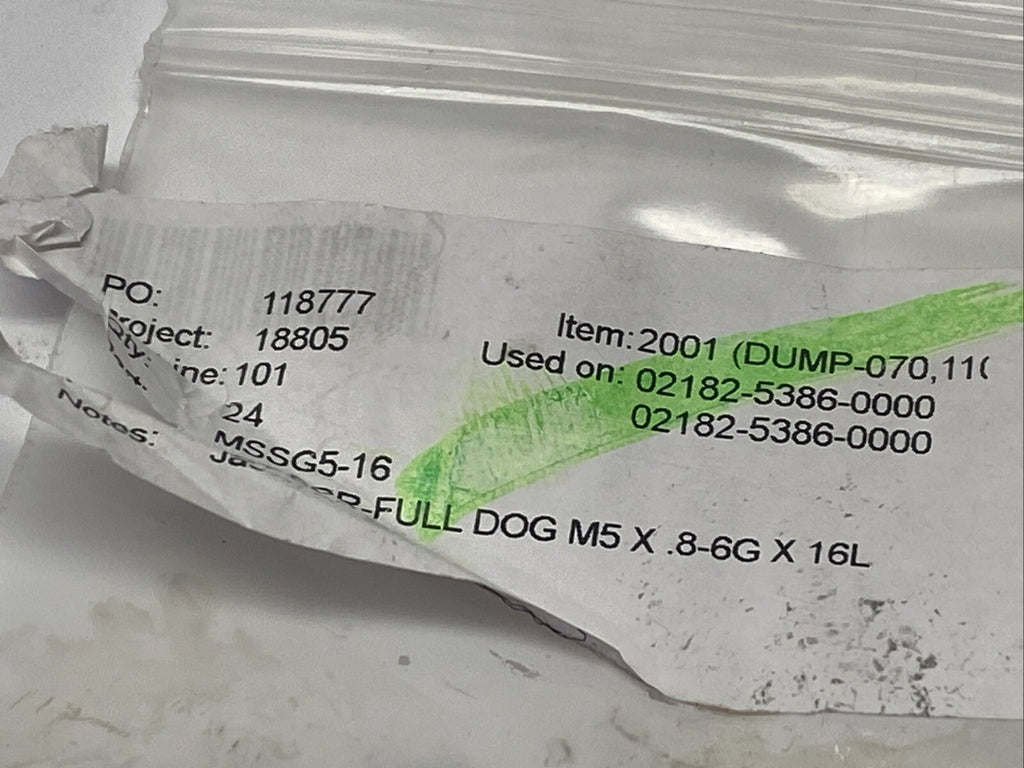 PO: 118777
roject: 18805
ine: 101
Qty: 24
MSSG5-16
Notes:
-FULL DOG M5 X .8-6G X 16L
Item: 2001 (DUMP-070,11(
Used on: 02182-5386-0000
02182-5386-0000